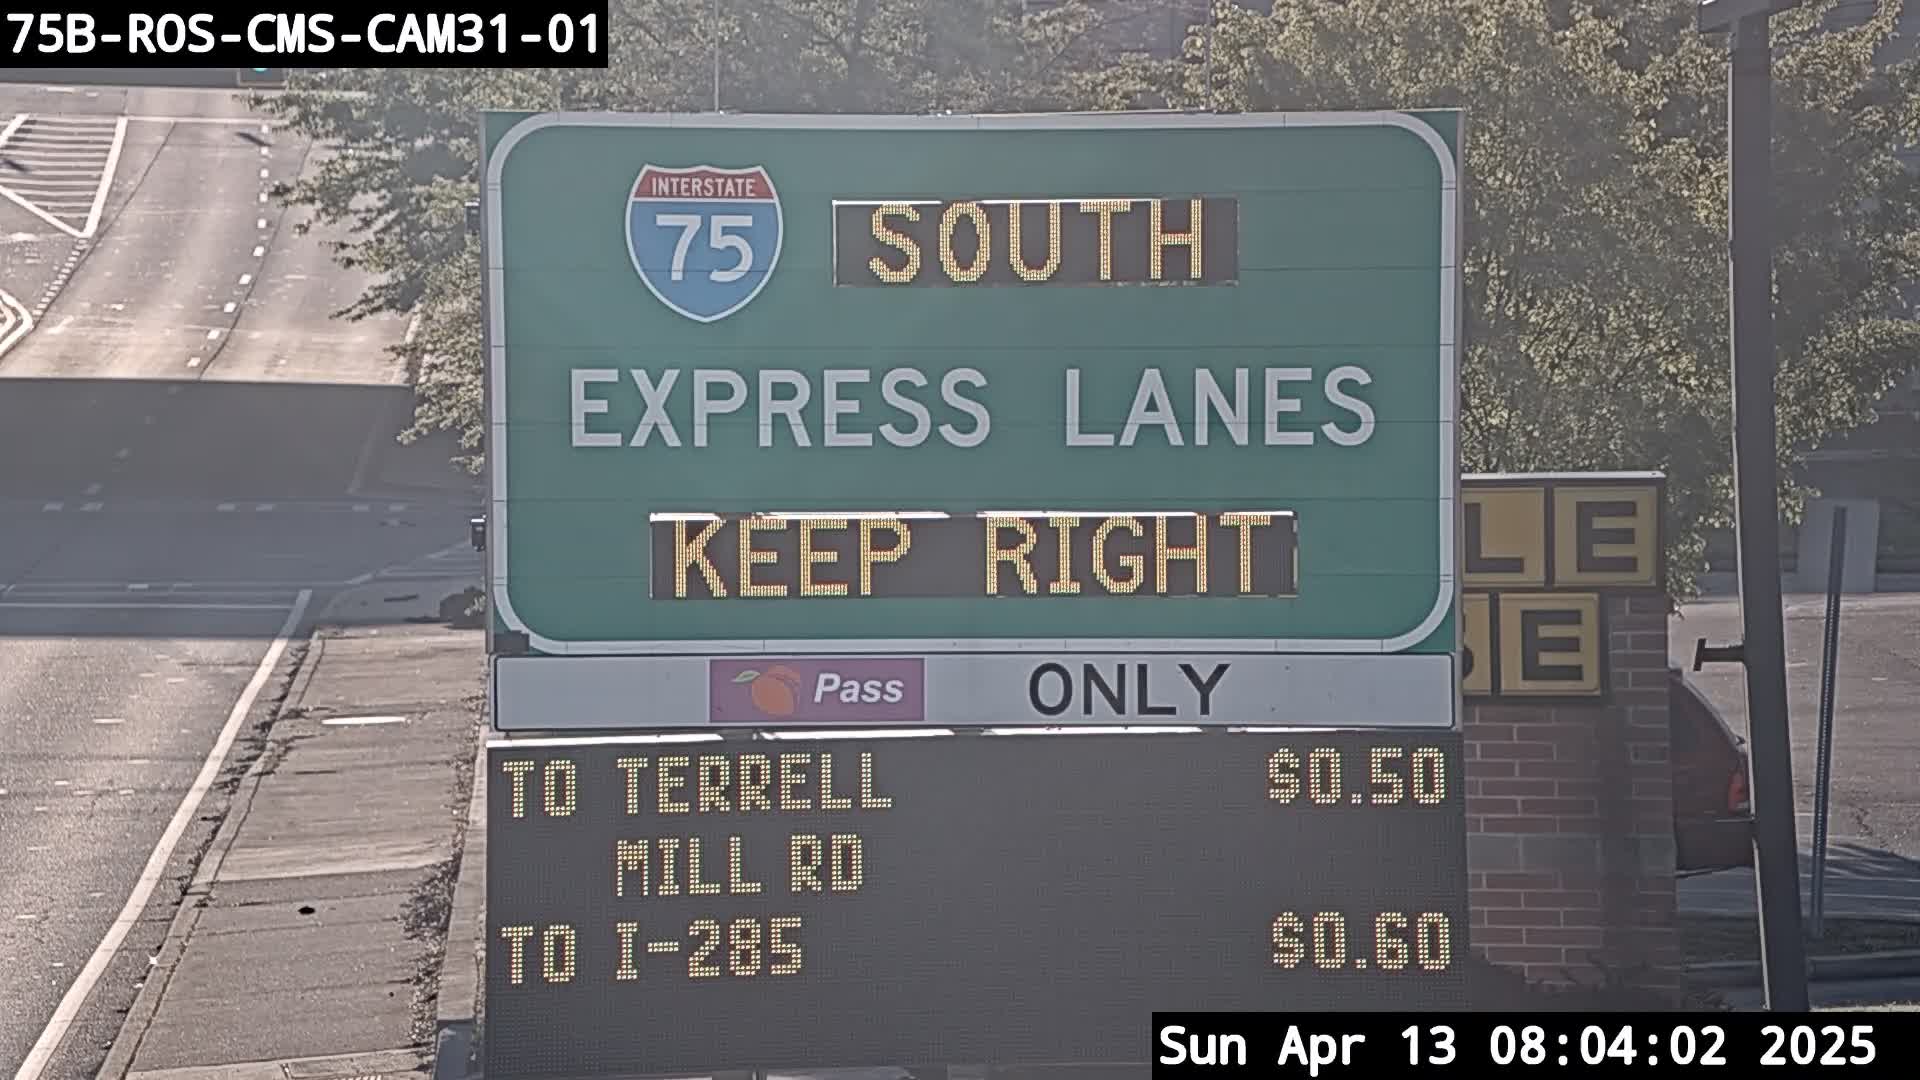 75B-ROS-CMS-CAM31-01
INTERSTATE
75
SOUTH
EXPRESS LANES
KEEP RIGHT
Pass ONLY
TO TERRELL $0.50
MILL RD
TO I-285 $0.60
LE
E
Sun Apr 13 08:04:02 2025